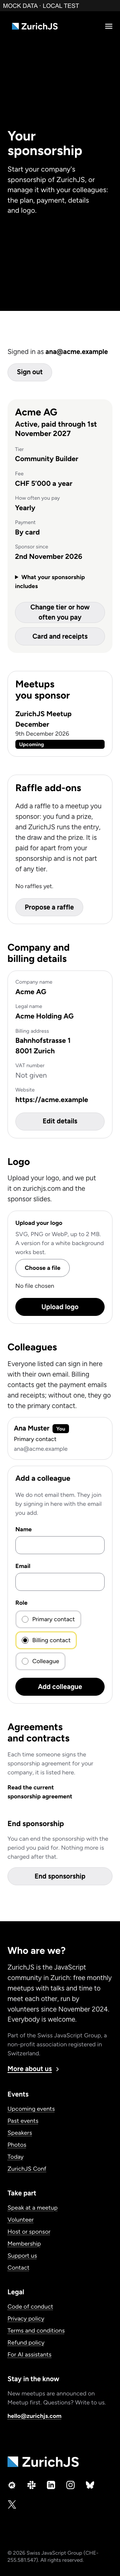 MOCK DATA · LOCAL TEST
ZurichJS
Your
sponsorship
Start your company's
sponsorship of ZurichJS, or
manage it with your colleagues:
the plan, payment, details
and logo.
Signed in as ana@acme.example
Sign out
Acme AG
Active, paid through 1st
November 2027
Tier
Community Builder
Fee
CHF 5'000 a year
How often you pay
Yearly
Payment
By card
Sponsor since
2nd November 2026
What your sponsorship
includes
Change tier or how
often you pay
Card and receipts
Meetups
you sponsor
ZurichJS Meetup
December
9th December 2026
Upcoming
Raffle add-ons
Add a raffle to a meetup you
sponsor: you fund a prize,
and ZurichJS runs the entry,
the draw and the prize. It is
paid for apart from your
sponsorship and is not part
of any tier.
No raffles yet.
Propose a raffle
Company and
billing details
Company name
Acme AG
Legal name
Acme Holding AG
Billing address
Bahnhofstrasse 1
8001 Zurich
VAT number
Not given
Website
https://acme.example
Edit details
Logo
Upload your logo, and we put
it on zurichjs.com and the
sponsor slides.
Upload your logo
SVG, PNG or WebP, up to 2 MB.
A version for a white background
works best.
Choose a file
No file chosen
Upload logo
Colleagues
Everyone listed can sign in here
with their own email. Billing
contacts get the payment emails
and receipts; without one, they go
to the primary contact.
Ana Muster You
Primary contact
ana@acme.example
Add a colleague
We do not email them. They join
by signing in here with the email
you add.
Name
Email
Role
Primary contact
Billing contact
Colleague
Add colleague
Agreements
and contracts
Each time someone signs the
sponsorship agreement for your
company, it is listed here.
Read the current
sponsorship agreement
End sponsorship
You can end the sponsorship with the
period you paid for. Nothing more is
charged after that.
End sponsorship
Who are we?
ZurichJS is the JavaScript
community in Zurich: free monthly
meetups with talks and time to
meet each other, run by
volunteers since November 2024.
Everybody is welcome.
Part of the Swiss JavaScript Group, a
non-profit association registered in
Switzerland.
More about us
Events
Upcoming events
Past events
Speakers
Photos
Today
ZurichJS Conf
Take part
Speak at a meetup
Volunteer
Host or sponsor
Membership
Support us
Contact
Legal
Code of conduct
Privacy policy
Terms and conditions
Refund policy
For AI assistants
Stay in the know
New meetups are announced on
Meetup first. Questions? Write to us.
hello@zurichjs.com
ZurichJS
© 2026 Swiss JavaScript Group (CHE-
255.581.547). All rights reserved.